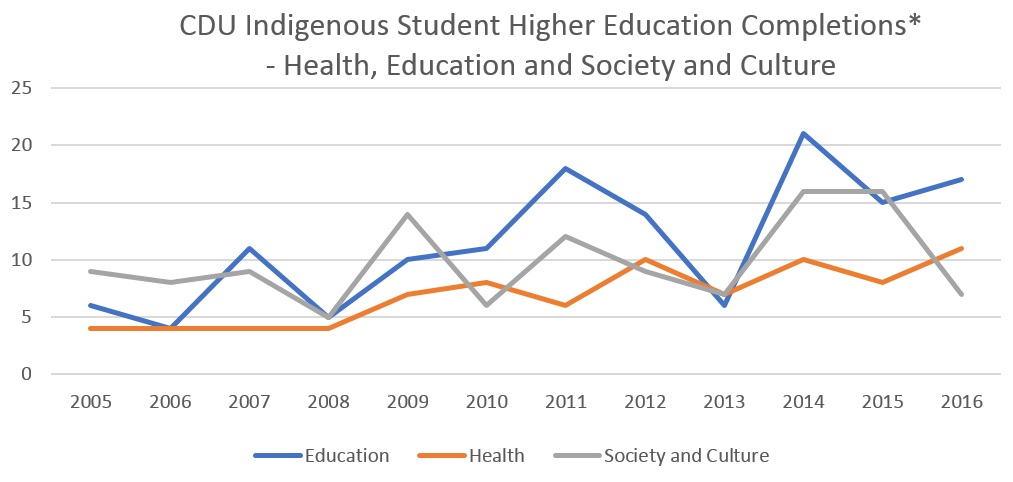 CDU Indigenous Student Higher Education Completions*
- Health, Education and Society and Culture
25
20
15
10
5
0
2005 2006 2007 2008 2009 2010 2011 2012 2013 2014 2015 2016
Education Health Society and Culture